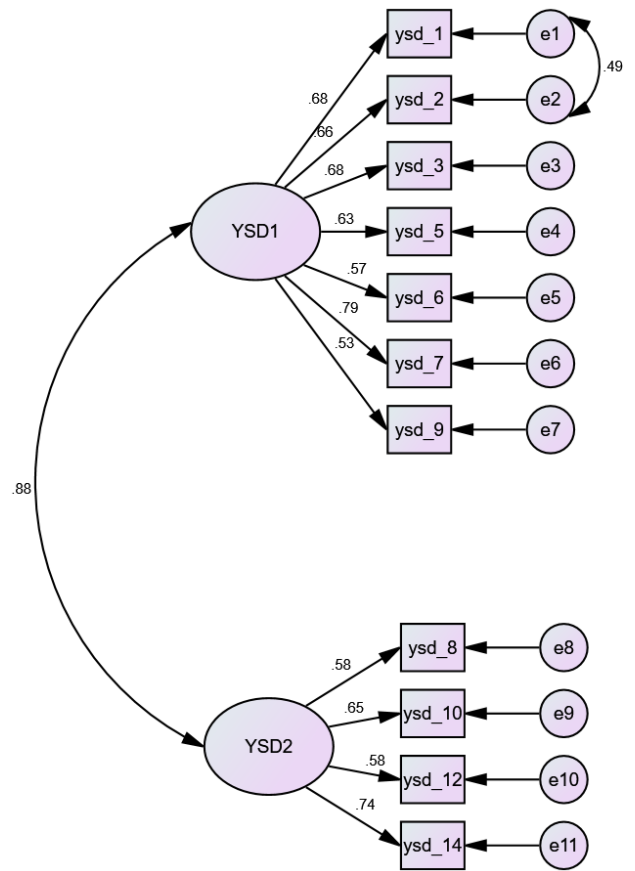 ysd_1
e1
.49
.68
ysd_2
e2
.66
ysd_3
e3
.68
YSD1
.63
ysd_5
e4
.57
ysd_6
e5
.79
ysd_7
e6
.53
ysd_9
e7
.88
ysd_8
e8
.58
ysd_10
e9
.65
YSD2
.58
ysd_12
e10
.74
ysd_14
e11